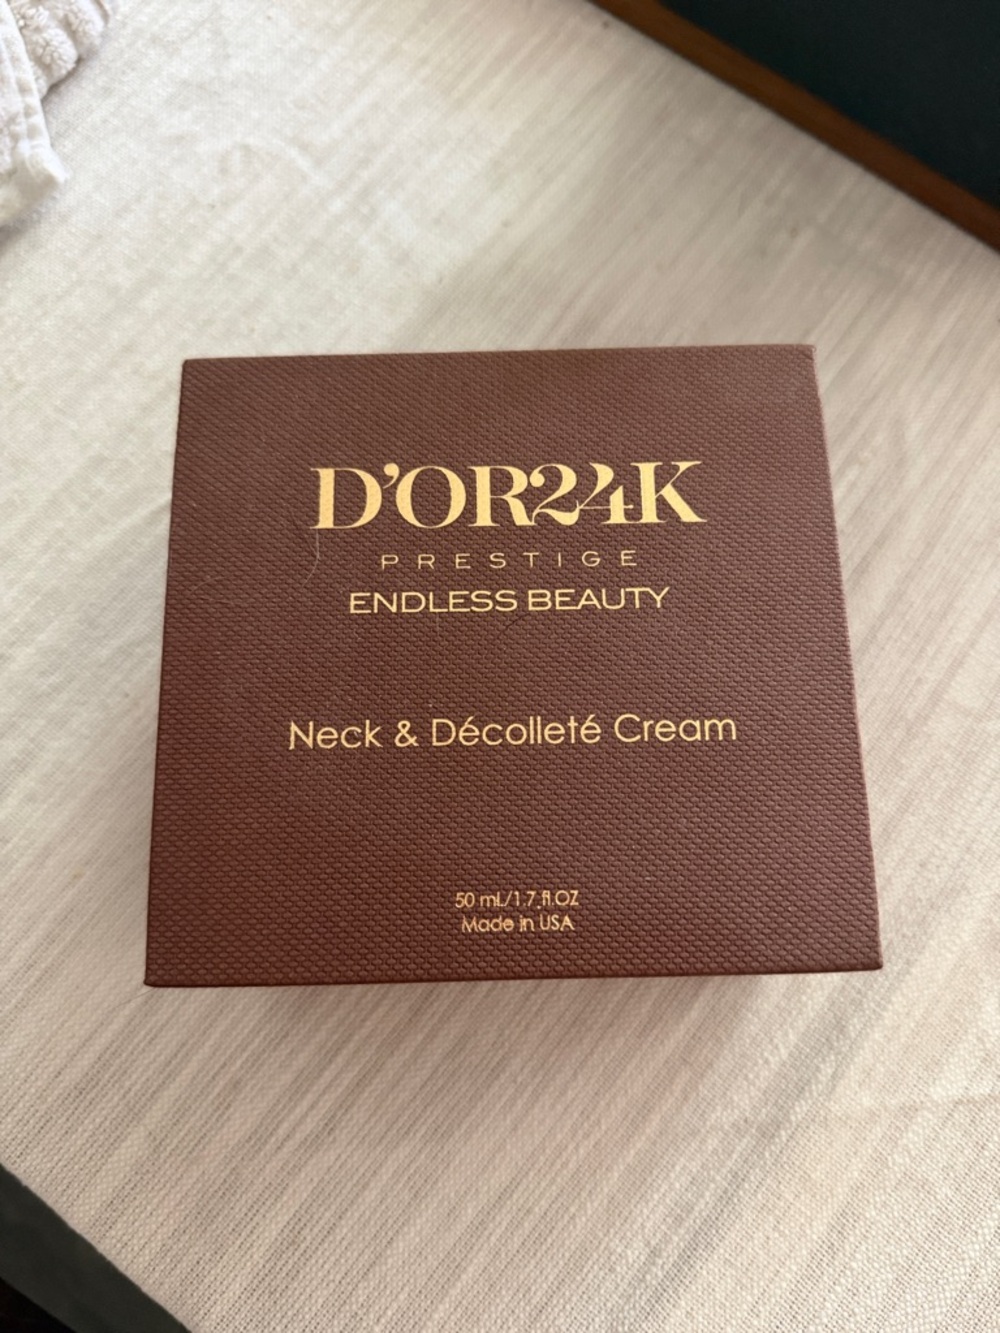 D'OR24K
PRESTIGE
ENDLESS BEAUTY
Neck & Décolleté Cream
50 mL/1.7.fl.OZ
Made in USA